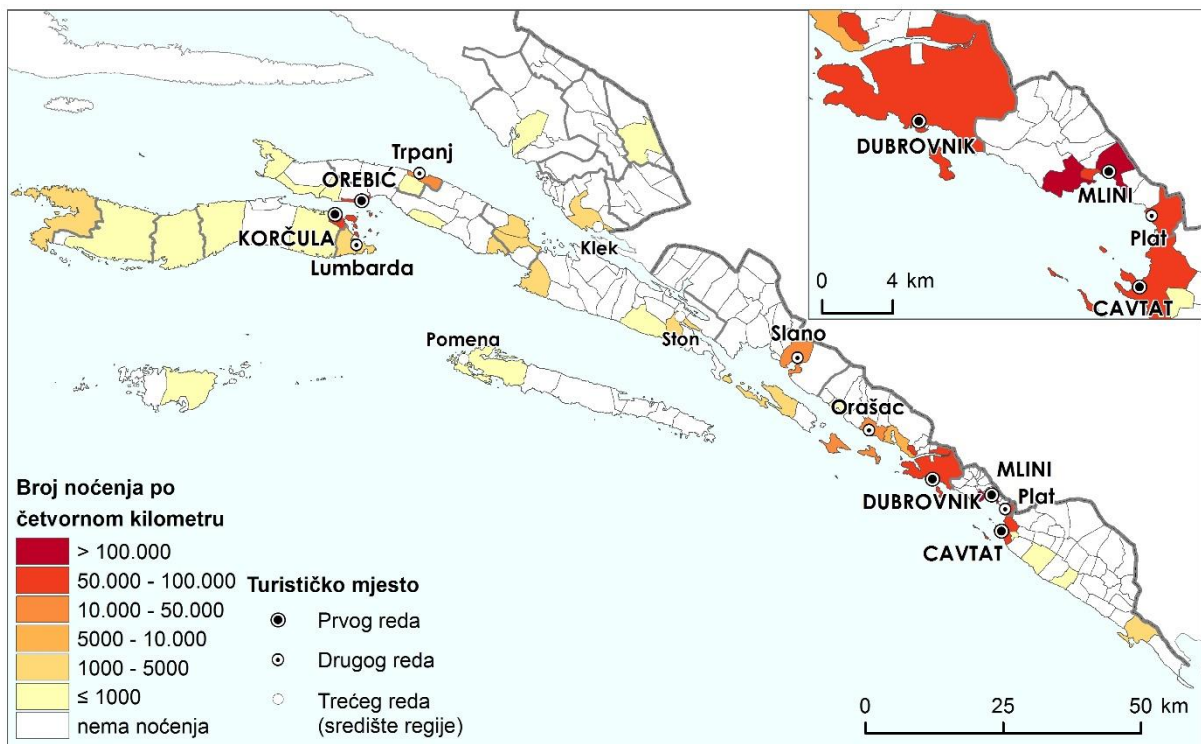 DUBROVNIK
MLINI
Plat
CAVTAT
0 4 km
Trpanj
OREBIĆ
KORČULA
Lumbarda
Klek
Pomena
Ston
Slano
Orašac
MLINI
Plat
DUBROVNIK
CAVTAT
Broj noćenja po
četvornom kilometru
> 100.000
50.000 - 100.000
10.000 - 50.000
5000 - 10.000
1000 - 5000
≤ 1000
nema noćenja
Turističko mjesto
Prvog reda
Drugog reda
Trećeg reda
(središte regije)
0 25 50 km